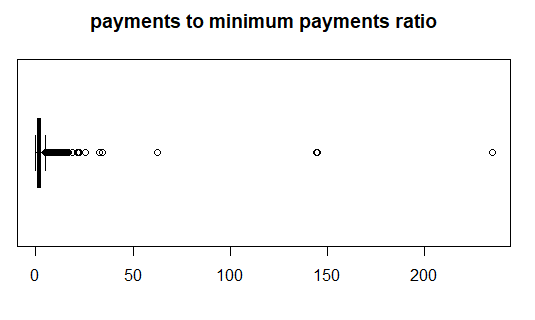 payments to minimum payments ratio
0 50 100 150 200